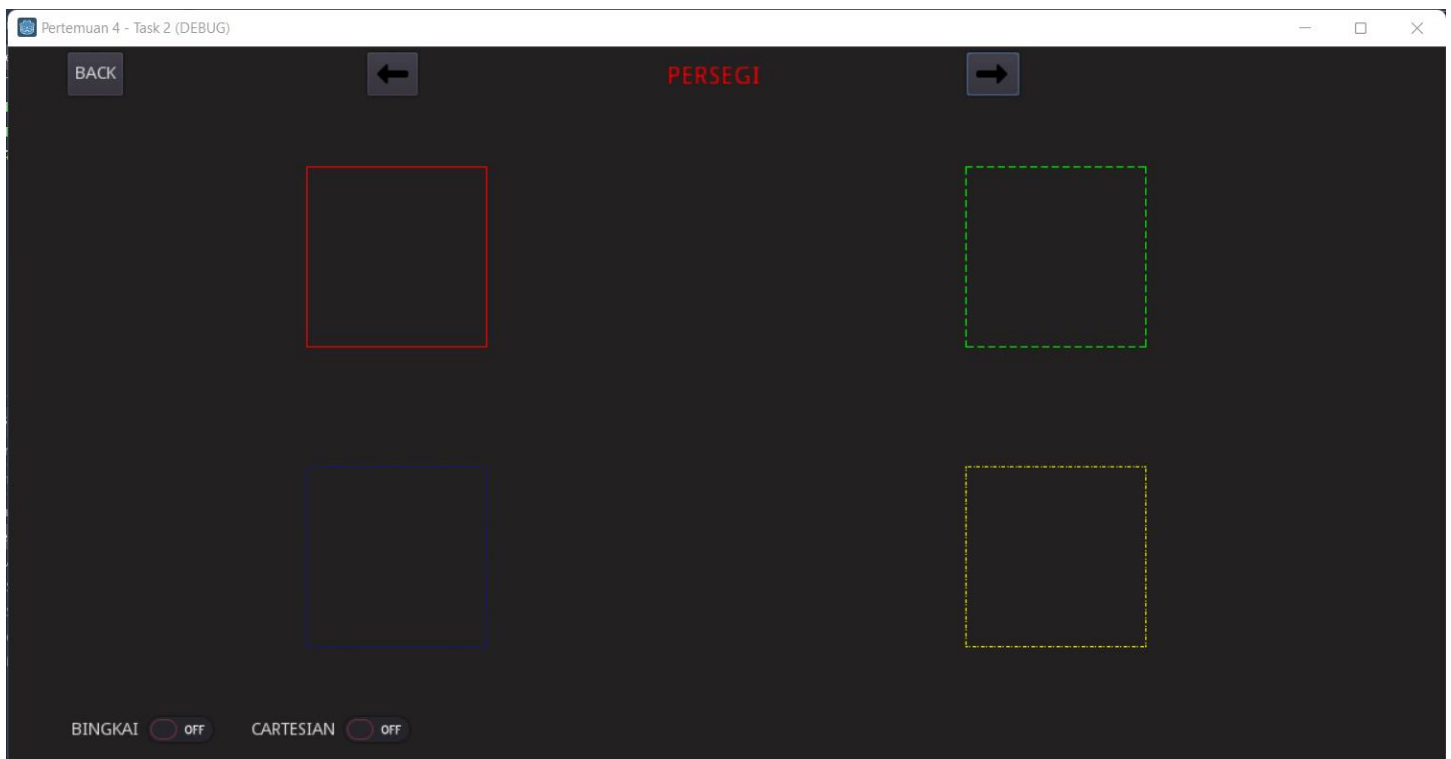 Pertemuan 4 - Task 2 (DEBUG)
BACK
PERSEGI
BINGKAI OFF CARTESIAN OFF